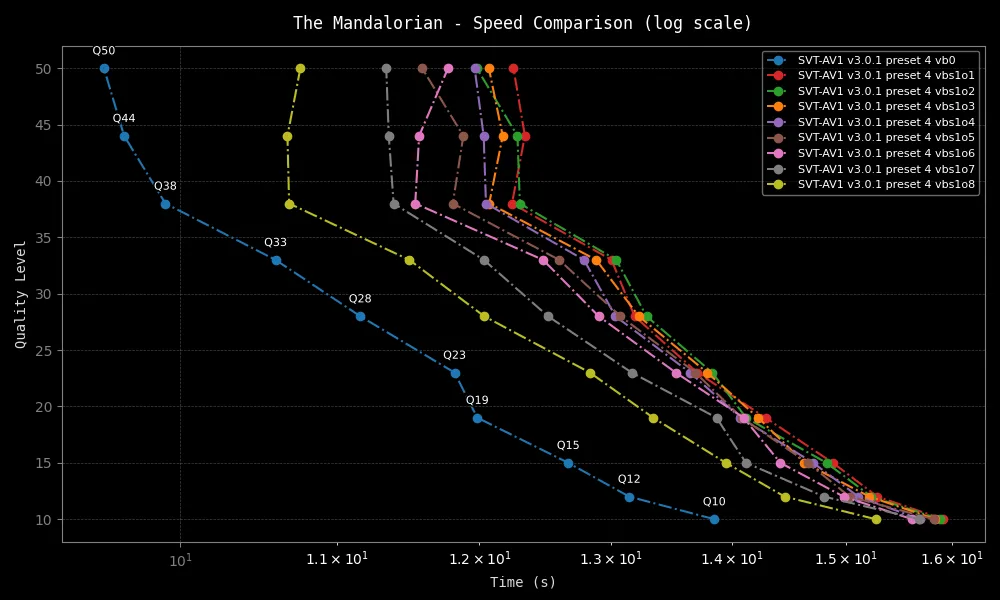 The Mandalorian - Speed Comparison (log scale)
SVT-AV1 v3.0.1 preset 4 vb0
SVT-AV1 v3.0.1 preset 4 vbs1o1
SVT-AV1 v3.0.1 preset 4 vbs1o2
SVT-AV1 v3.0.1 preset 4 vbs1o3
SVT-AV1 v3.0.1 preset 4 vbs1o4
SVT-AV1 v3.0.1 preset 4 vbs1o5
SVT-AV1 v3.0.1 preset 4 vbs1o6
SVT-AV1 v3.0.1 preset 4 vbs1o7
SVT-AV1 v3.0.1 preset 4 vbs1o8
Quality Level
50
45
40
35
30
25
20
15
10
Q50
Q44
Q38
Q33
Q28
Q23
Q19
Q15
Q12
Q10
10¹ 1.1 × 10¹ 1.2 × 10¹ 1.3 × 10¹ 1.4 × 10¹ 1.5 × 10¹ 1.6 × 10¹
Time (s)